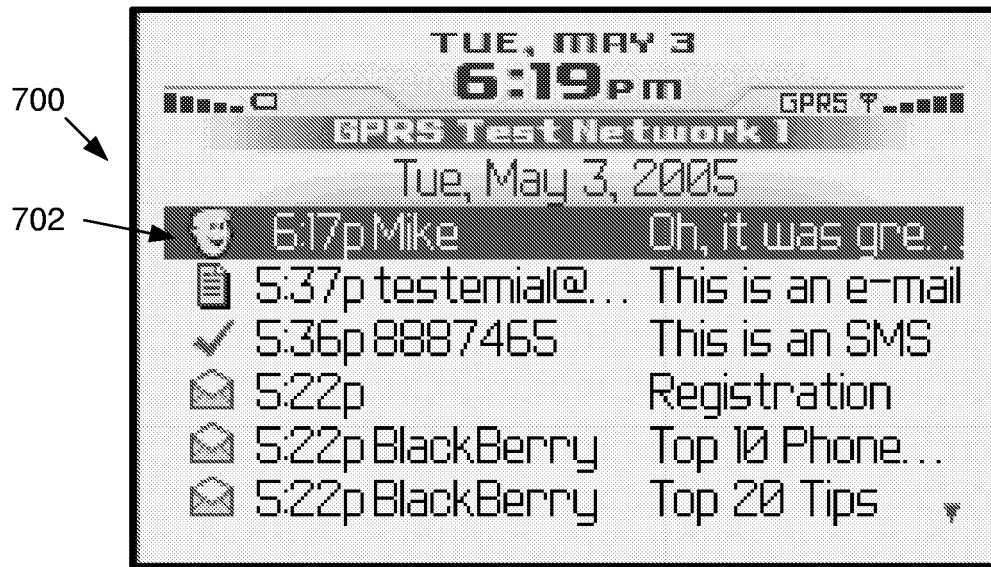 TUE, MAY 3
6:19pm
GPRS
GPRS Test Network 1
Tue, May 3, 2005
700
702
6:17p Mike Oh, it was gre...
5:37p testemial@... This is an e-mail
5:36p 8887465 This is an SMS
5:22p Registration
5:22p BlackBerry Top 10 Phone...
5:22p BlackBerry Top 20 Tips